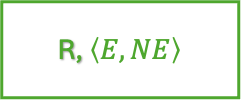 R, ⟨E, NE⟩